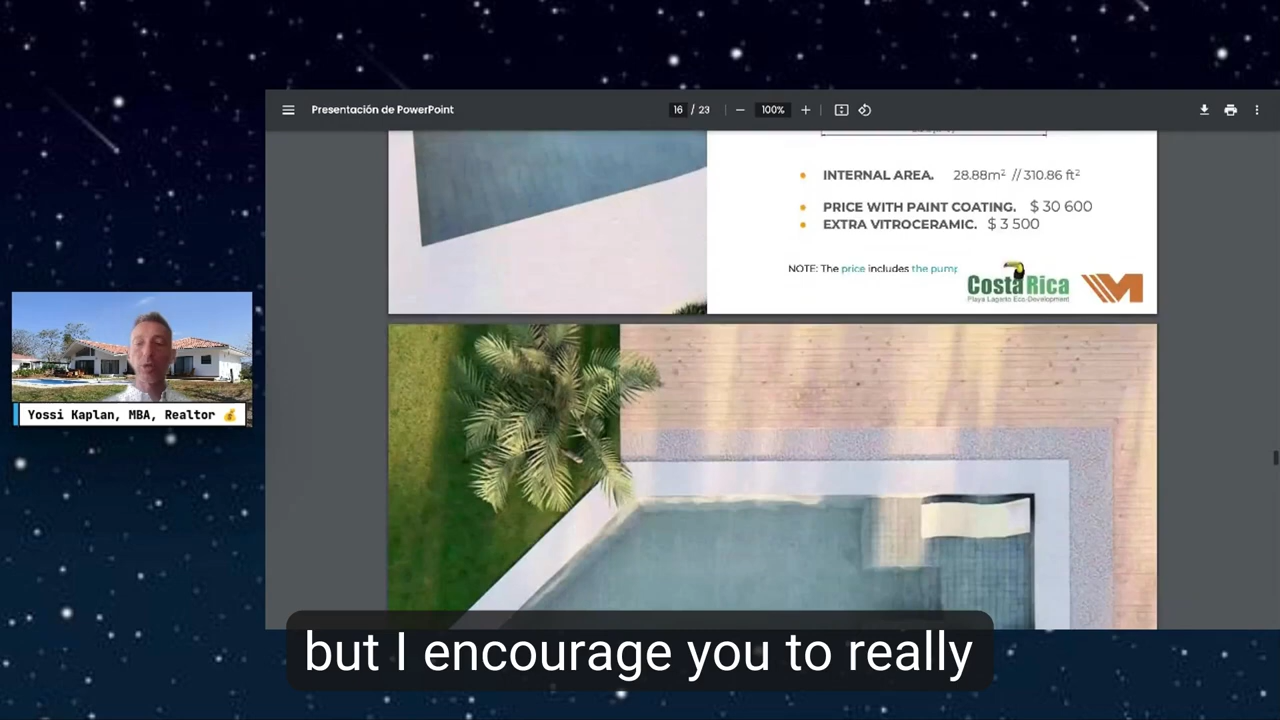 Presentación de PowerPoint
16 / 23
100%
INTERNAL AREA. 28.88m² // 310.86 ft²
PRICE WITH PAINT COATING. $ 30 600
EXTRA VITROCERAMIC. $ 3 500
NOTE: The price includes the pump
Costa Rica
Playa Lagarto Eco-Development
Yossi Kaplan, MBA, Realtor 💰
but I encourage you to really